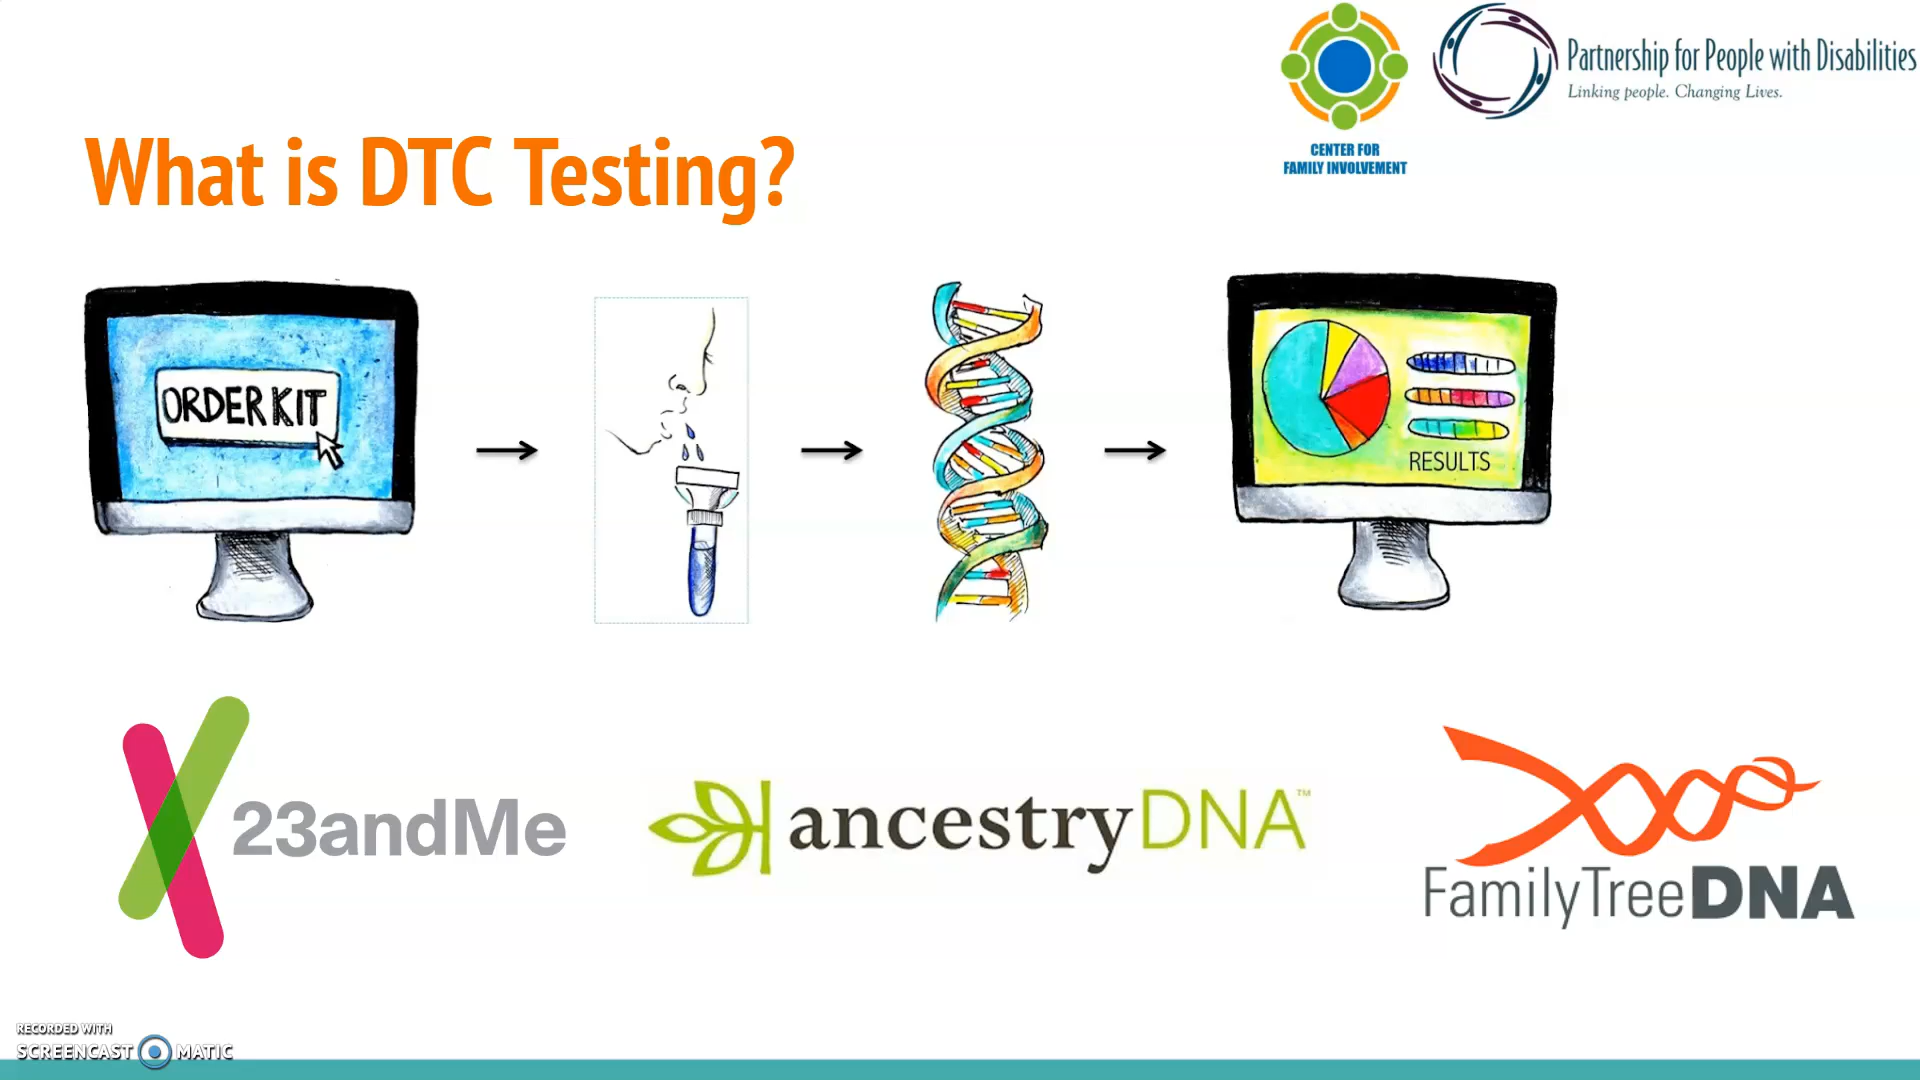 Partnership for People with Disabilities
Linking people. Changing Lives.
CENTER FOR
FAMILY INVOLVEMENT
What is DTC Testing?
ORDER KIT
RESULTS
23andMe
ancestryDNA™
FamilyTreeDNA
RECORDED WITH
SCREENCAST MATIC